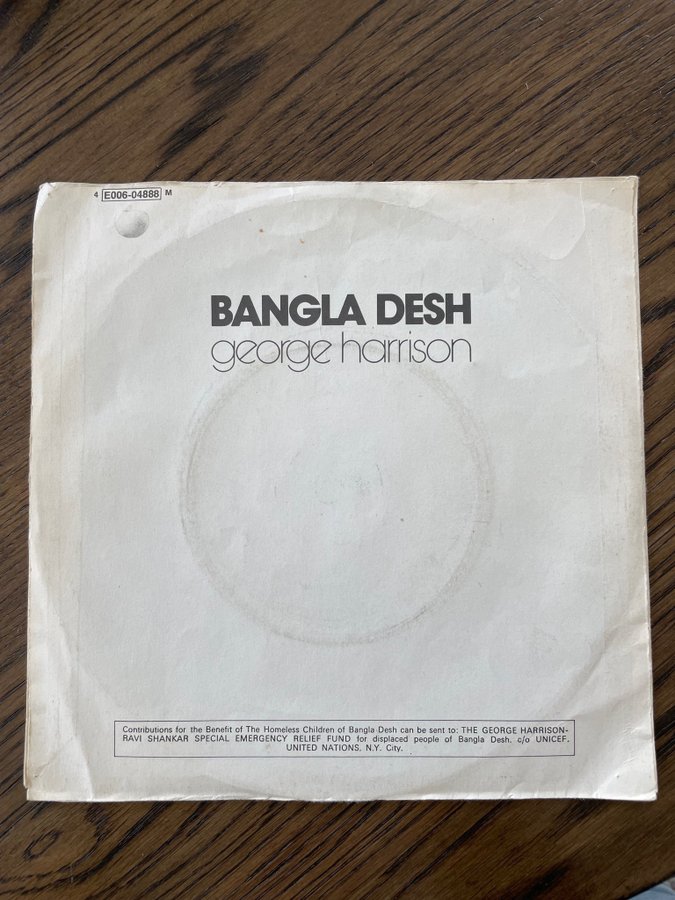 4 E006-04888 M
BANGLA DESH
george harrison
Contributions for the Benefit of The Homeless Children of Bangla Desh can be sent to: THE GEORGE HARRISON-
RAVI SHANKAR SPECIAL EMERGENCY RELIEF FUND for displaced people of Bangla Desh, c/o UNICEF,
UNITED NATIONS, N.Y. City.